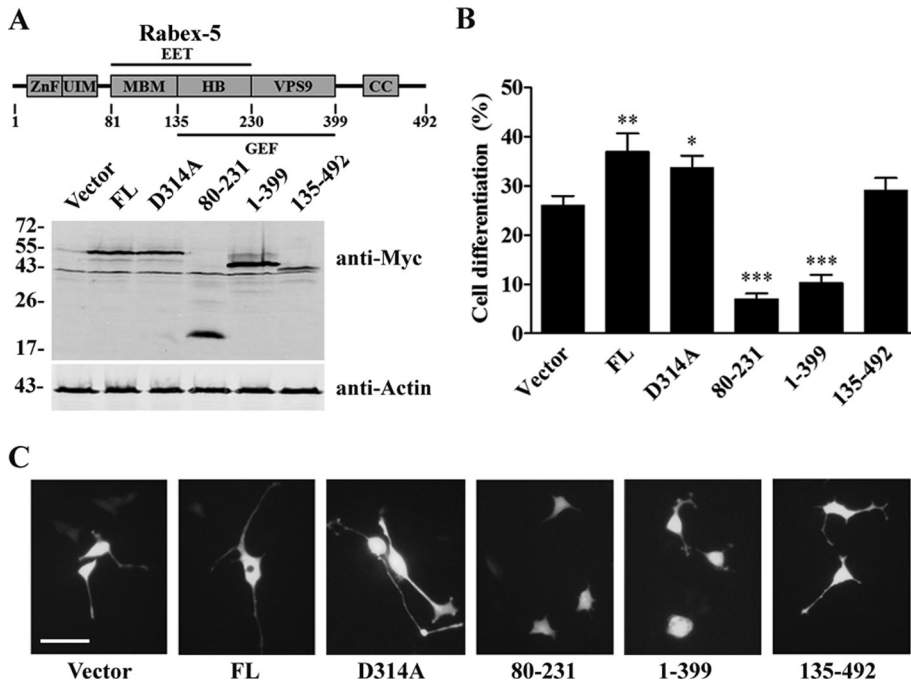 A
Rabex-5
EET
ZnF UIM MBM HB VPS9 CC
1 81 135 230 399 492
GEF
Vector FL D314A 80-231 1-399 135-492
72-
55-
43-
26-
17-
anti-Myc
43-
anti-Actin
B
Cell differentiation (%)
50
40
30
20
10
0
**
*
***
***
Vector FL D314A 80-231 1-399 135-492
C
Vector FL D314A 80-231 1-399 135-492